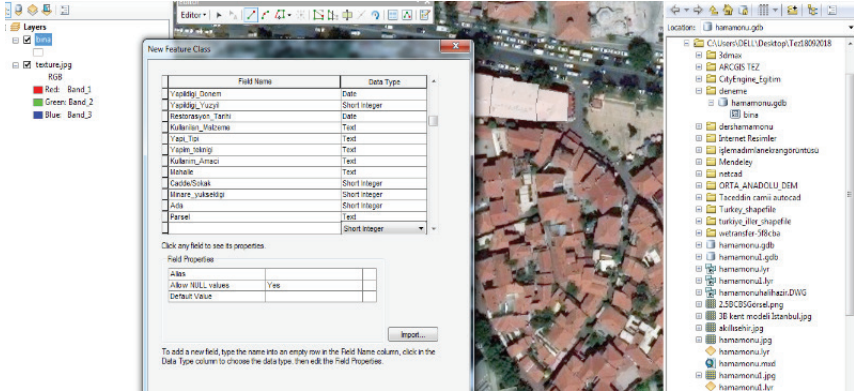 Layers
bina
texture.jpg
RGB
Red: Band_1
Green: Band_2
Blue: Band_3
Editor
Editor
New Feature Class
Field Name Data Type
Yapildigi_Donem Date
Yapildigi_Yuzyil Short Integer
Restorasyon_Tarihi Date
Kullanilan_Malzeme Text
Yapi_Tipi Text
Yapim_teknigi Text
Kullanim_Amaci Text
Mahalle Text
Cadde/Sokak Short Integer
Minare_yuksekligi Short Integer
Ada Short Integer
Parsel Text
Short Integer
Click any field to see its properties.
Field Properties
Alias
Allow NULL values Yes
Default Value
Import...
To add a new field, type the name into an empty row in the Field Name column, click in the
Data Type column to choose the data type, then edit the Field Properties.
Location: hamamonu.gdb
C:\Users\DELL\Desktop\Tez18092018
3dmax
ARCGIS TEZ
CityEngine_Egitim
deneme
hamamonu.gdb
bina
dershamamonu
Internet Resimler
işlemadımlarıekrangörüntüsü
Mendeley
netcad
ORTA_ANADOLU_DEM
Taceddin camii autocad
Turkey_shapefile
turkiye_iller_shapefile
wetransfer-5f8cba
hamamonu.gdb
hamamonu1.gdb
hamamonu.lyr
hamamonu1.lyr
hamamonuhalihazir.DWG
2.5BCBSGorsel.png
3B kent modeli Istanbul.jpg
akıllısehir.jpg
hamamonu.jpg
hamamonu.lyr
hamamonu.mxd
hamamonu1.jpg
hamamonu1.lyr